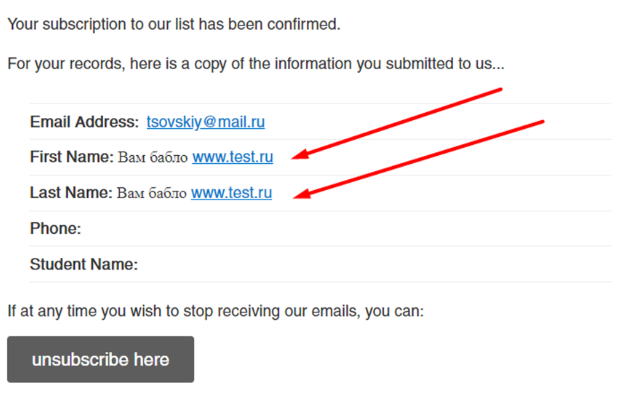 Your subscription to our list has been confirmed.
For your records, here is a copy of the information you submitted to us...
Email Address: tsovskiy@mail.ru
First Name: Вам бабло www.test.ru
Last Name: Вам бабло www.test.ru
Phone:
Student Name:
If at any time you wish to stop receiving our emails, you can:
unsubscribe here